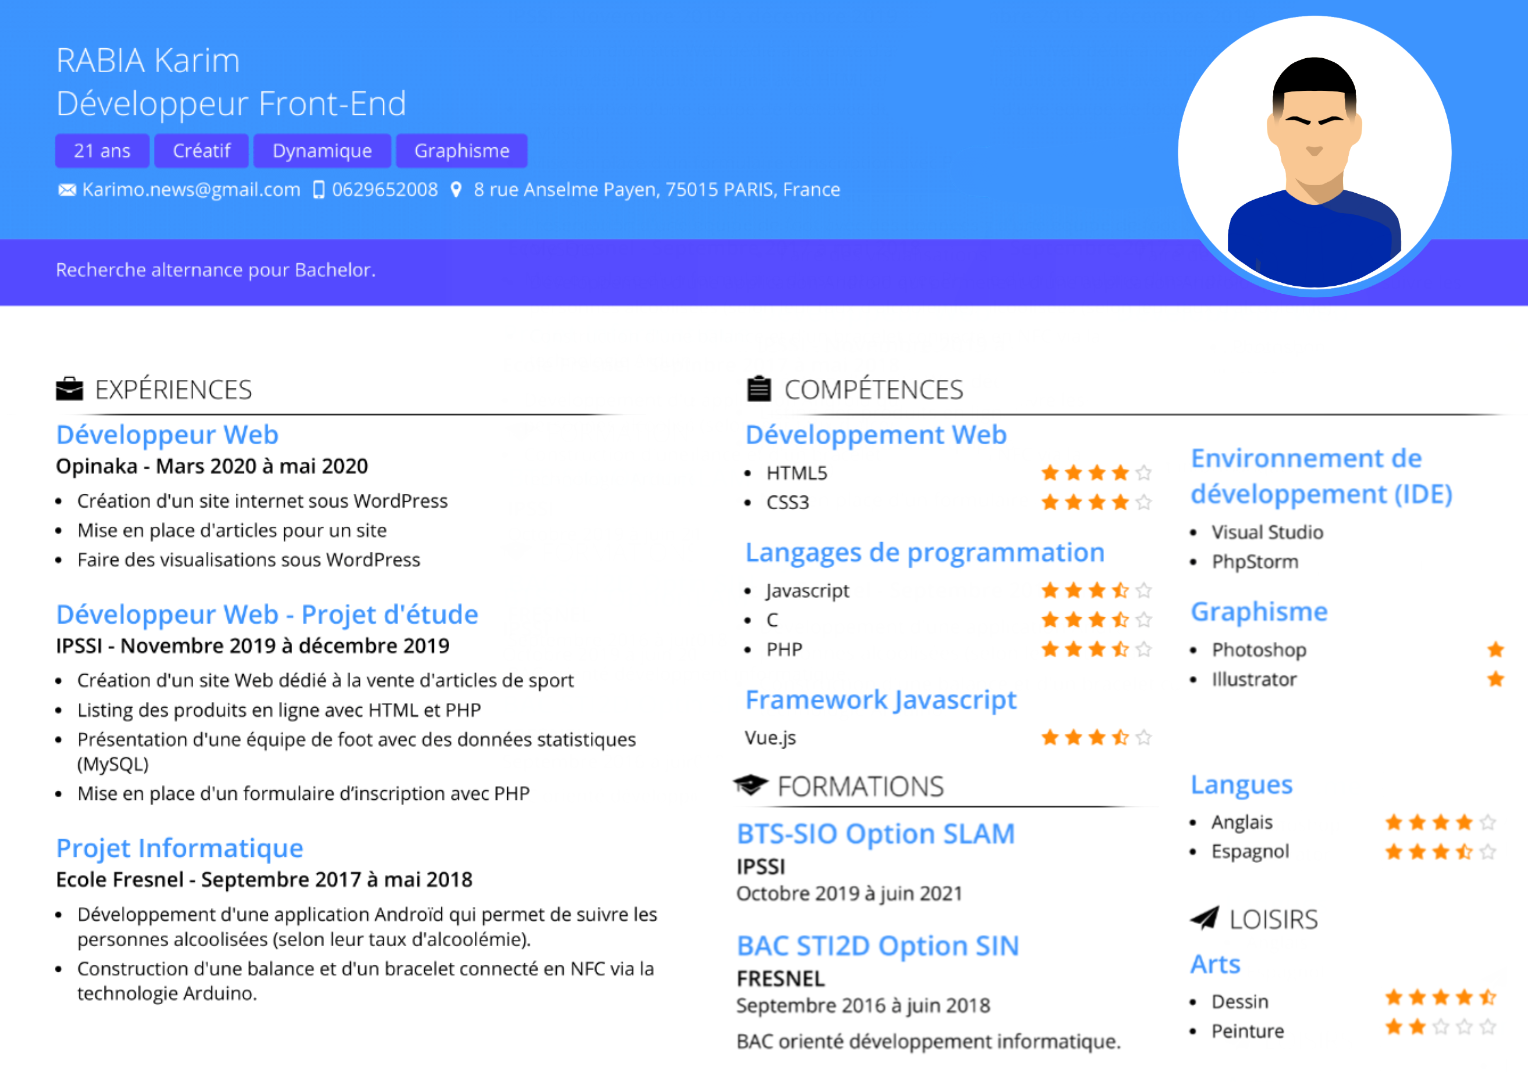 RABIA Karim
Développeur Front-End
21 ans Créatif Dynamique Graphisme
Karimo.news@gmail.com 0629652008 8 rue Anselme Payen, 75015 PARIS, France
Recherche alternance pour Bachelor.
EXPÉRIENCES
Développeur Web
Opinaka - Mars 2020 à mai 2020
• Création d'un site internet sous WordPress
• Mise en place d'articles pour un site
• Faire des visualisations sous WordPress
Développeur Web - Projet d'étude
IPSSI - Novembre 2019 à décembre 2019
• Création d'un site Web dédié à la vente d'articles de sport
• Listing des produits en ligne avec HTML et PHP
• Présentation d'une équipe de foot avec des données statistiques
(MySQL)
• Mise en place d'un formulaire d’inscription avec PHP
Projet Informatique
Ecole Fresnel - Septembre 2017 à mai 2018
• Développement d'une application Androïd qui permet de suivre les
personnes alcoolisées (selon leur taux d'alcoolémie).
• Construction d'une balance et d'un bracelet connecté en NFC via la
technologie Arduino.
COMPÉTENCES
Développement Web
• HTML5
• CSS3
Langages de programmation
• Javascript
• C
• PHP
Framework Javascript
Vue.js
FORMATIONS
BTS-SIO Option SLAM
IPSSI
Octobre 2019 à juin 2021
BAC STI2D Option SIN
FRESNEL
Septembre 2016 à juin 2018
BAC orienté développement informatique.
Environnement de
développement (IDE)
• Visual Studio
• PhpStorm
Graphisme
• Photoshop
• Illustrator
Langues
• Anglais
• Espagnol
LOISIRS
Arts
• Dessin
• Peinture